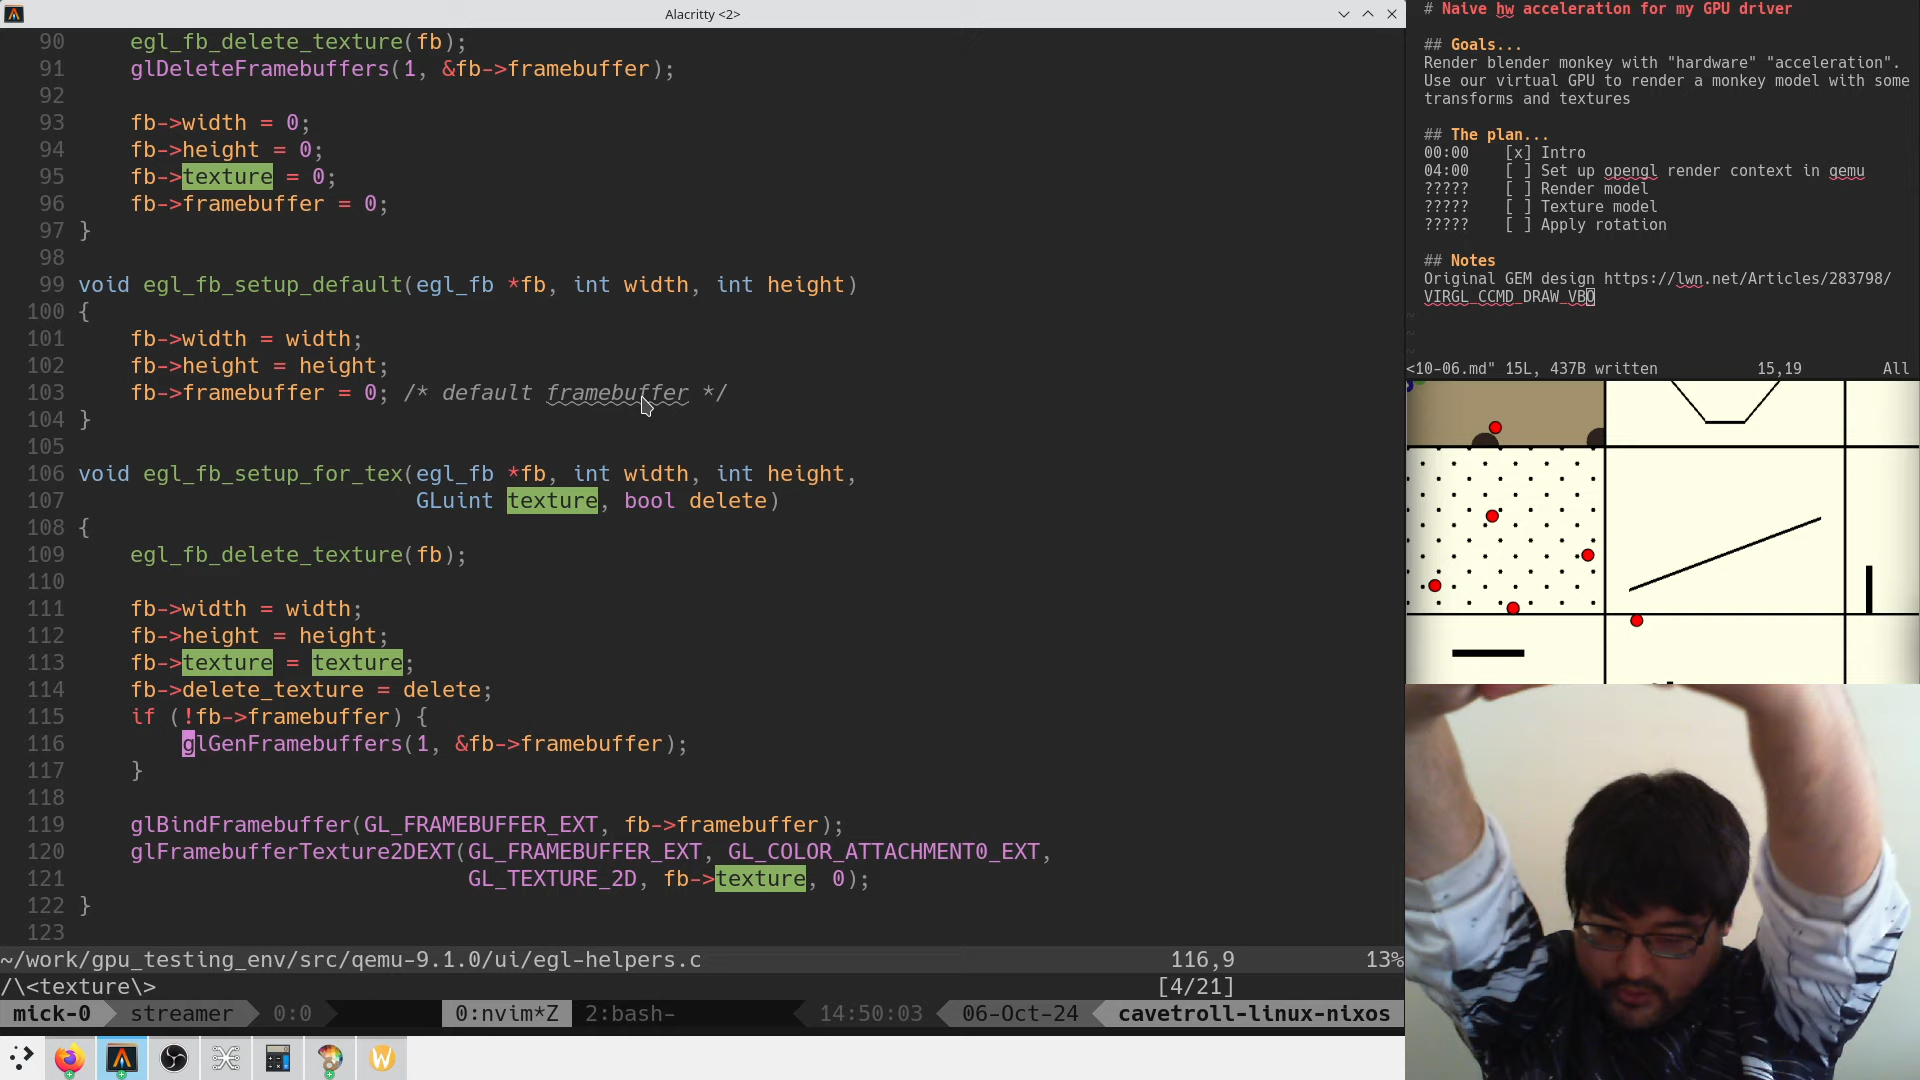 Alacritty <2>
90     egl_fb_delete_texture(fb);
91     glDeleteFramebuffers(1, &fb->framebuffer);
92
93     fb->width = 0;
94     fb->height = 0;
95     fb->texture = 0;
96     fb->framebuffer = 0;
97 }
98
99 void egl_fb_setup_default(egl_fb *fb, int width, int height)
100 {
101     fb->width = width;
102     fb->height = height;
103     fb->framebuffer = 0; /* default framebuffer */
104 }
105
106 void egl_fb_setup_for_tex(egl_fb *fb, int width, int height,
107                           GLuint texture, bool delete)
108 {
109     egl_fb_delete_texture(fb);
110
111     fb->width = width;
112     fb->height = height;
113     fb->texture = texture;
114     fb->delete_texture = delete;
115     if (!fb->framebuffer) {
116         glGenFramebuffers(1, &fb->framebuffer);
117     }
118
119     glBindFramebuffer(GL_FRAMEBUFFER_EXT, fb->framebuffer);
120     glFramebufferTexture2DEXT(GL_FRAMEBUFFER_EXT, GL_COLOR_ATTACHMENT0_EXT,
121                               GL_TEXTURE_2D, fb->texture, 0);
122 }
123
~/work/gpu_testing_env/src/qemu-9.1.0/ui/egl-helpers.c 116,9 13%
/\<texture\> [4/21]
mick-0 streamer 0:0 0:nvim*Z 2:bash- 14:50:03 06-Oct-24 cavetroll-linux-nixos
# Naive hw acceleration for my GPU driver
## Goals...
Render blender monkey with "hardware" "acceleration".
Use our virtual GPU to render a monkey model with some
transforms and textures
## The plan...
00:00    [x] Intro
04:00    [ ] Set up opengl render context in qemu
?????    [ ] Render model
?????    [ ] Texture model
?????    [ ] Apply rotation
## Notes
Original GEM design https://lwn.net/Articles/283798/
VIRGL_CCMD_DRAW_VBO
~
~
~
<10-06.md" 15L, 437B written 15,19 All
W